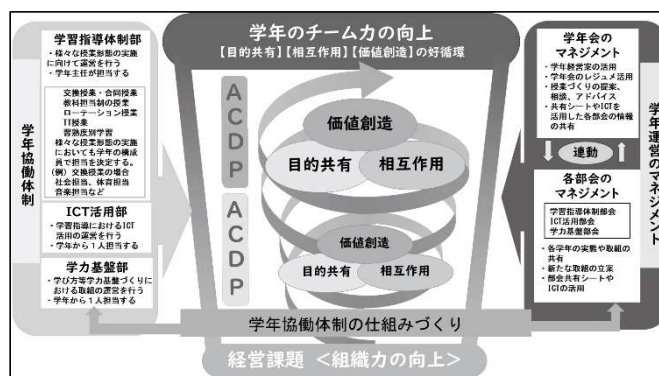 学年のチーム力の向上
【目的共有】【相互作用】【価値創造】の好循環
学年協働体制
学習指導体制部
・様々な授業形態の実施
に向けて運営を行う
・学年主任が担当する
交換授業・合同授業
教科担当制の授業
ローテーション授業
TT授業
習熟度別学習
様々な授業形態の実施
においても学年の構成
員で担当を決定する。
(例)交換授業の場合
社会担当、体育担当
音楽担当など
ICT活用部
・学習指導におけるICT
活用の運営を行う
・学年から1人担当する
学力基盤部
・学び方等学力基盤づくりに
おける取組の運営を行う
・学年から1人担当する
A
C
D
P
A
C
D
P
価値創造
目的共有
相互作用
価値創造
目的共有
相互作用
学年運営のマネジメント
学年会の
マネジメント
・学年経営案の活用
・学年会のレジュメ活用
・授業づくりの提案、
相談、アドバイス
・共有シートやICTを
活用した各部会の情報
の共有
連動
各部会の
マネジメント
学習指導体制部会
ICT活用部会
学力基盤部会
・各学年の実態や取組の
共有
・新たな取組の立案
・部会共有シートや
ICTの活用
学年協働体制の仕組みづくり
経営課題 <組織力の向上>